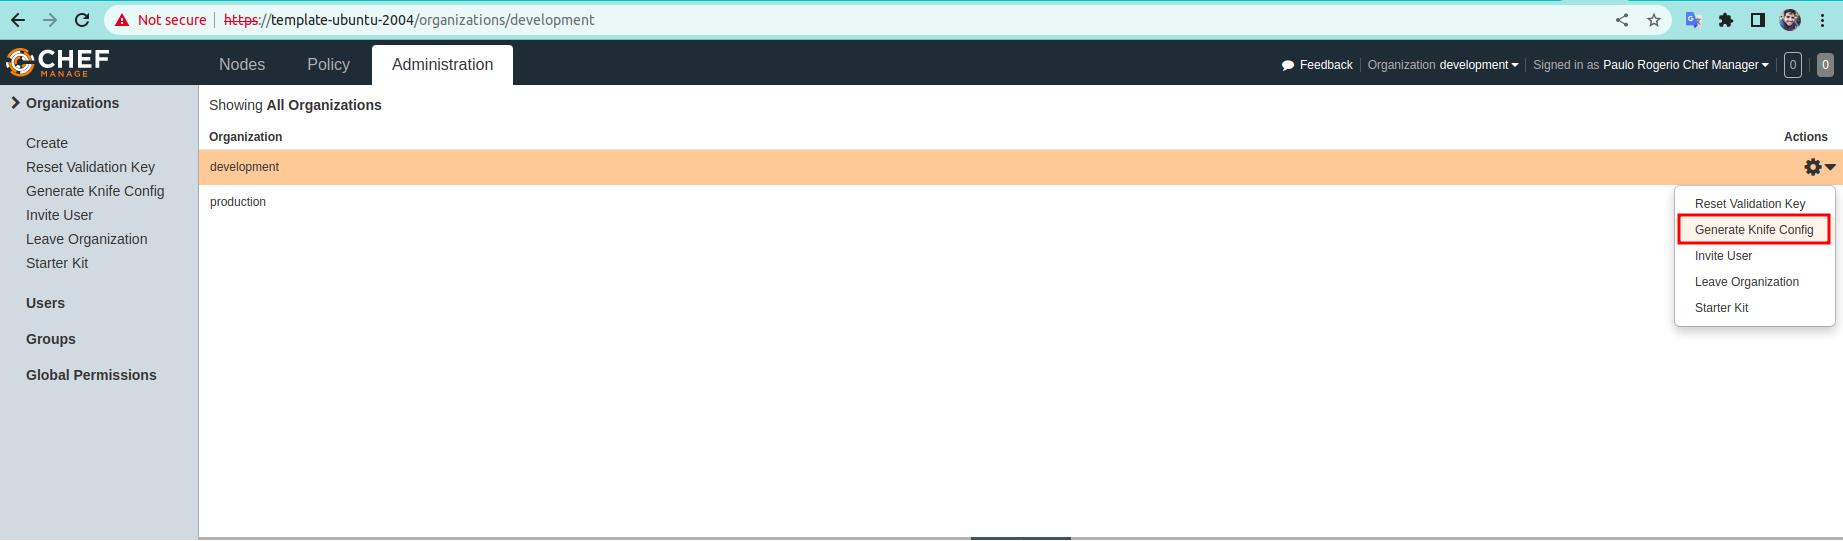 Not secure https://template-ubuntu-2004/organizations/development
CHEF
MANAGE
Nodes Policy Administration
Feedback Organization development Signed in as Paulo Rogerio Chef Manager 0 0
Organizations
Create
Reset Validation Key
Generate Knife Config
Invite User
Leave Organization
Starter Kit
Users
Groups
Global Permissions
Showing All Organizations
Organization Actions
development
production
Reset Validation Key
Generate Knife Config
Invite User
Leave Organization
Starter Kit